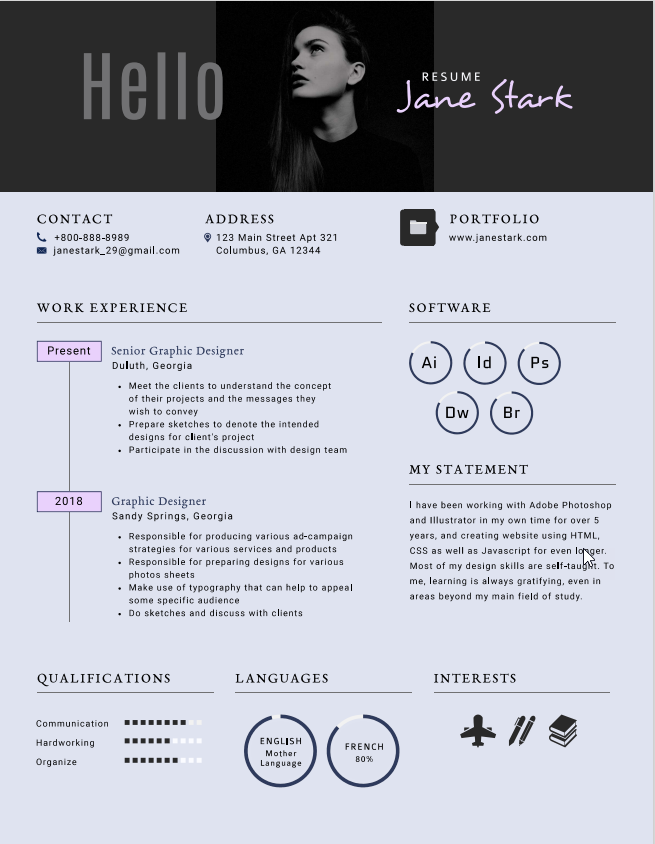 Hello
RESUME
Jane Stark
CONTACT
+800-888-8989
janestark_29@gmail.com
ADDRESS
123 Main Street Apt 321
Columbus, GA 12344
PORTFOLIO
www.janestark.com
WORK EXPERIENCE
Present
Senior Graphic Designer
Duluth, Georgia
• Meet the clients to understand the concept
of their projects and the messages they
wish to convey
• Prepare sketches to denote the intended
designs for client's project
• Participate in the discussion with design team
2018
Graphic Designer
Sandy Springs, Georgia
• Responsible for producing various ad-campaign
strategies for various services and products
• Responsible for preparing designs for various
photos sheets
• Make use of typography that can help to appeal
some specific audience
• Do sketches and discuss with clients
SOFTWARE
Ai Id Ps
Dw Br
MY STATEMENT
I have been working with Adobe Photoshop
and Illustrator in my own time for over 5
years, and creating website using HTML,
CSS as well as Javascript for even longer.
Most of my design skills are self-taught. To
me, learning is always gratifying, even in
areas beyond my main field of study.
QUALIFICATIONS
Communication
Hardworking
Organize
LANGUAGES
ENGLISH
Mother
Language
FRENCH
80%
INTERESTS